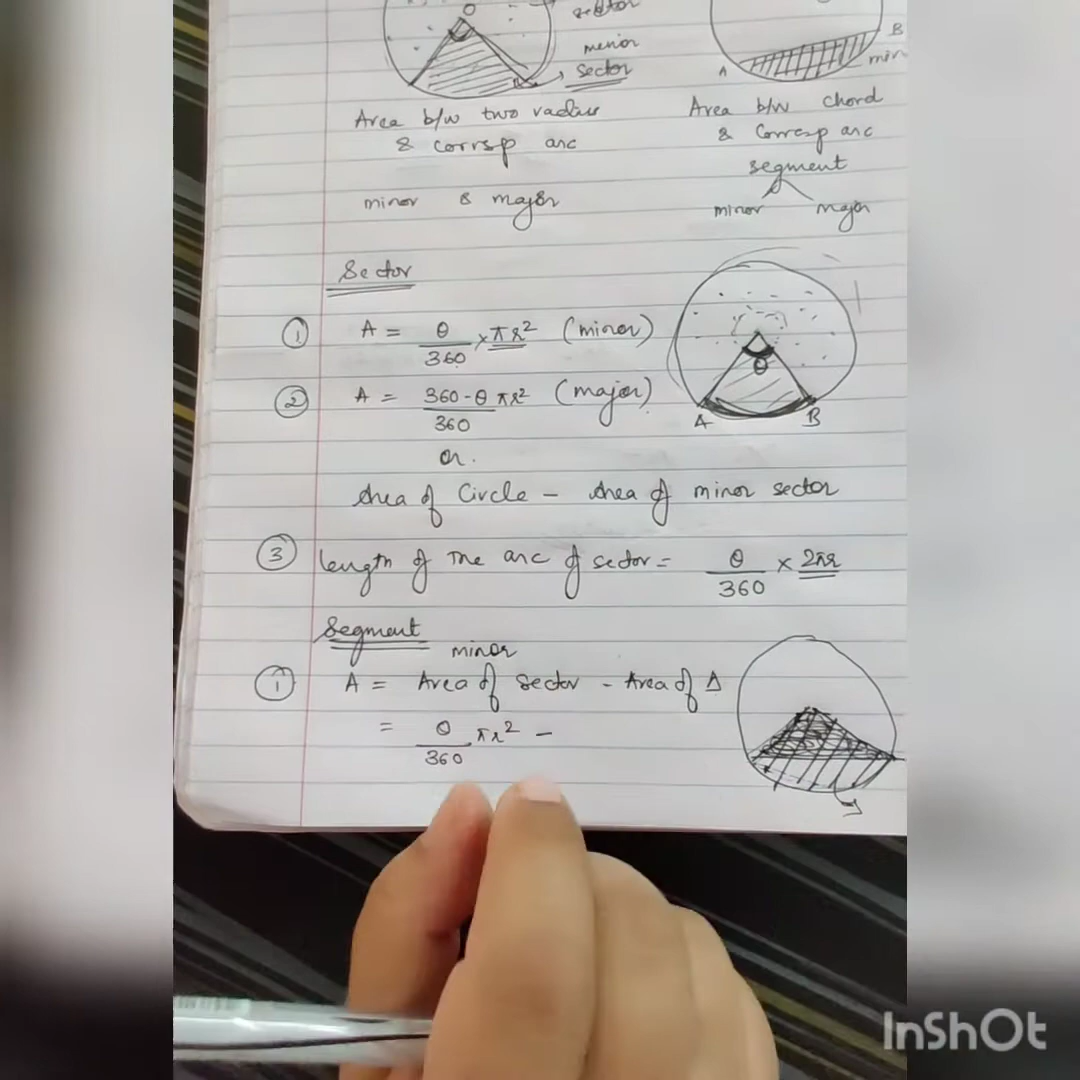 O
sector
minor
sector
Area b/w two radius
& corrsp arc
minor & major
B
A
min
Area b/w chord
& corresp arc
segment
minor major
Sector
① A = θ/360 × πr² (minor)
② A = 360-θ/360 πr² (major)
or.
Area of Circle - Area of minor sector
θ
A B
③ length of the arc of sector = θ/360 × 2πr
Segment
minor
① A = Area of sector - Area of Δ
= θ/360 πr² -
InShOt